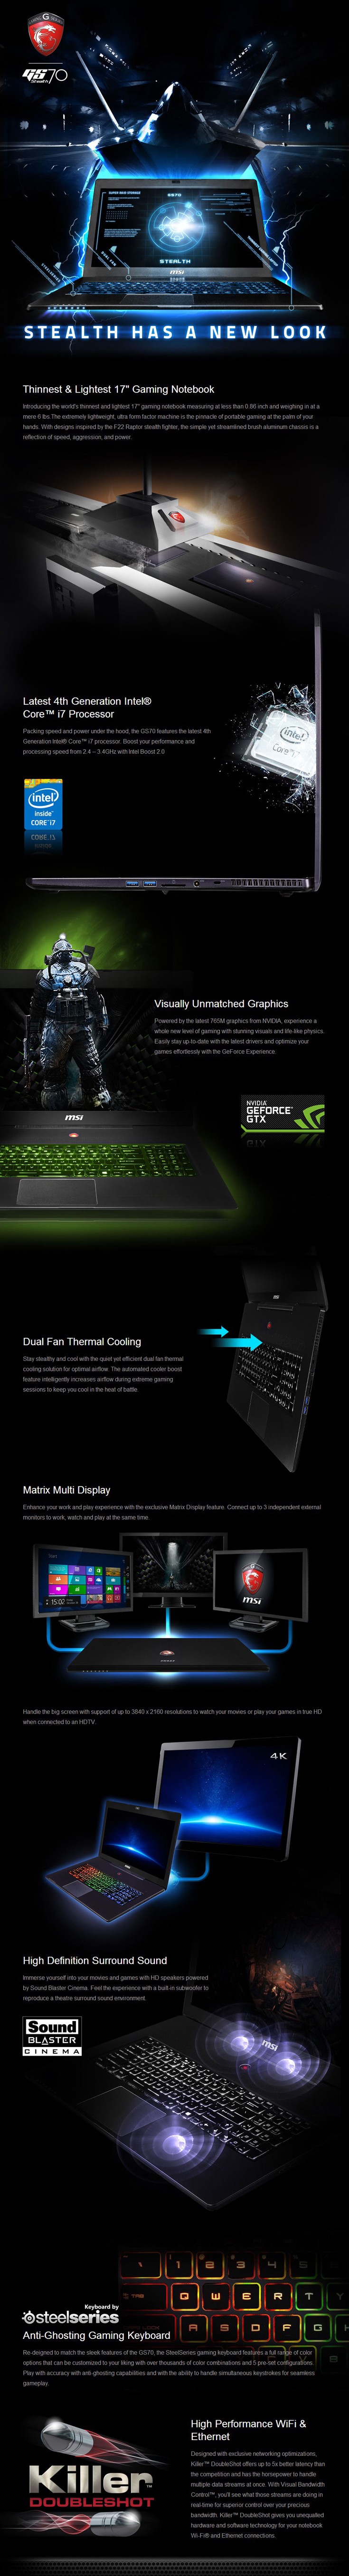 G
GS70
Stealth
SUPER RAID STORAGE
GS70
STEALTH
msi
STEALTH HAS A NEW LOOK
Thinnest & Lightest 17" Gaming Notebook
Introducing the world's thinnest and lightest 17" gaming notebook measuring at less than 0.86 inch and weighing in at a
mere 6 lbs.The extremely lightweight, ultra form factor machine is the pinnacle of portable gaming at the palm of your
hands. With designs inspired by the F22 Raptor stealth fighter, the simple yet streamlined brush aluminum chassis is a
reflection of speed, aggression, and power.
Latest 4th Generation Intel®
Core™ i7 Processor
Packing speed and power under the hood, the GS70 features the latest 4th
Generation Intel® Core™ i7 processor. Boost your performance and
processing speed from 2.4 – 3.4GHz with Intel Boost 2.0
intel
Core™
intel
inside™
CORE™ i7
Visually Unmatched Graphics
Powered by the latest 765M graphics from NVIDIA, experience a
whole new level of gaming with stunning visuals and life-like physics.
Easily stay up-to-date with the latest drivers and optimize your
games effortlessly with the GeForce Experience.
NVIDIA
GEFORCE
GTX
msi
Dual Fan Thermal Cooling
Stay stealthy and cool with the quiet yet efficient dual fan thermal
cooling solution for optimal airflow. The automated cooler boost
feature intelligently increases airflow during extreme gaming
sessions to keep you cool in the heat of battle.
msi
Matrix Multi Display
Enhance your work and play experience with the exclusive Matrix Display feature. Connect up to 3 independent external
monitors to work, watch and play at the same time.
Start
15:07
G
msi
Handle the big screen with support of up to 3840 x 2160 resolutions to watch your movies or play your games in true HD
when connected to an HDTV.
4K
High Definition Surround Sound
Immerse yourself into your movies and games with HD speakers powered
by Sound Blaster Cinema. Feel the experience with a built-in subwoofer to
reproduce a theatre surround sound environment.
Sound
BLASTER
CINEMA
msi
1 2 3 4 5
Q W E R T Y
A S D F G H
Keyboard by
steelseries
Anti-Ghosting Gaming Keyboard
Re-designed to match the sleek features of the GS70, the SteelSeries gaming keyboard features a full range of color
options that can be customized to your liking with over thousands of color combinations and 5 pre-set configurations.
Play with accuracy with anti-ghosting capabilities and with the ability to handle simultaneous keystrokes for seamless
gameplay.
Killer™
DOUBLESHOT
High Performance WiFi &
Ethernet
Designed with exclusive networking optimizations,
Killer™ DoubleShot offers up to 5x better latency than
the competition and has the horsepower to handle
multiple data streams at once. With Visual Bandwidth
Control™, you'll see what those streams are doing in
real-time for superior control over your precious
bandwidth. Killer™ DoubleShot gives you unequalled
hardware and software technology for your notebook
Wi-Fi® and Ethernet connections.